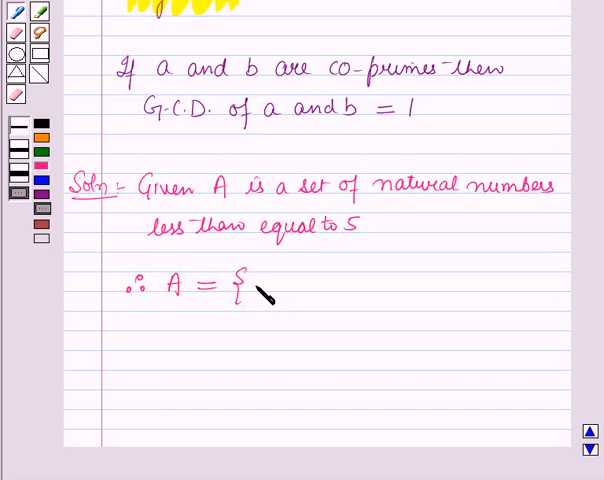 If a and b are co-primes then
G.C.D. of a and b = 1
Soln:- Given A is a set of natural numbers
less than equal to 5
∴ A = {